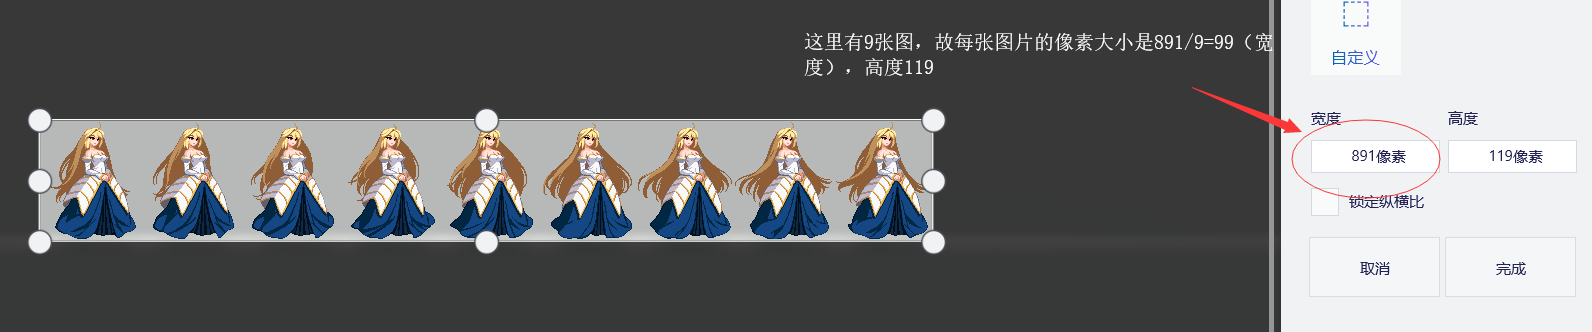 这里有9张图，故每张图片的像素大小是891/9=99（宽
度），高度119
自定义
宽度
高度
891像素
119像素
锁定纵横比
取消
完成